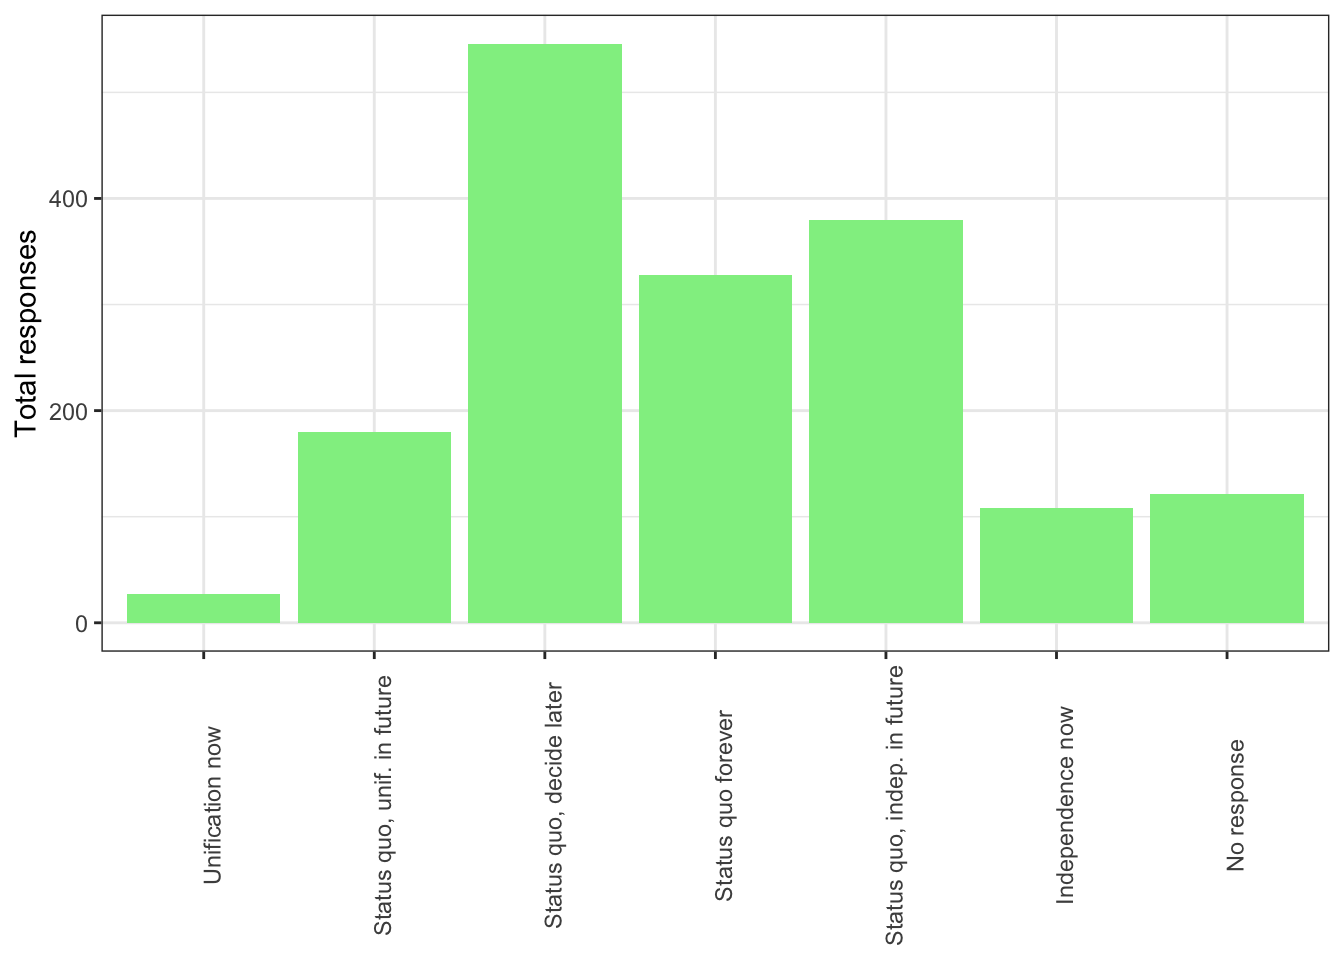 Total responses
400
200
0
Unification now
Status quo, unif. in future
Status quo, decide later
Status quo forever
Status quo, indep. in future
Independence now
No response